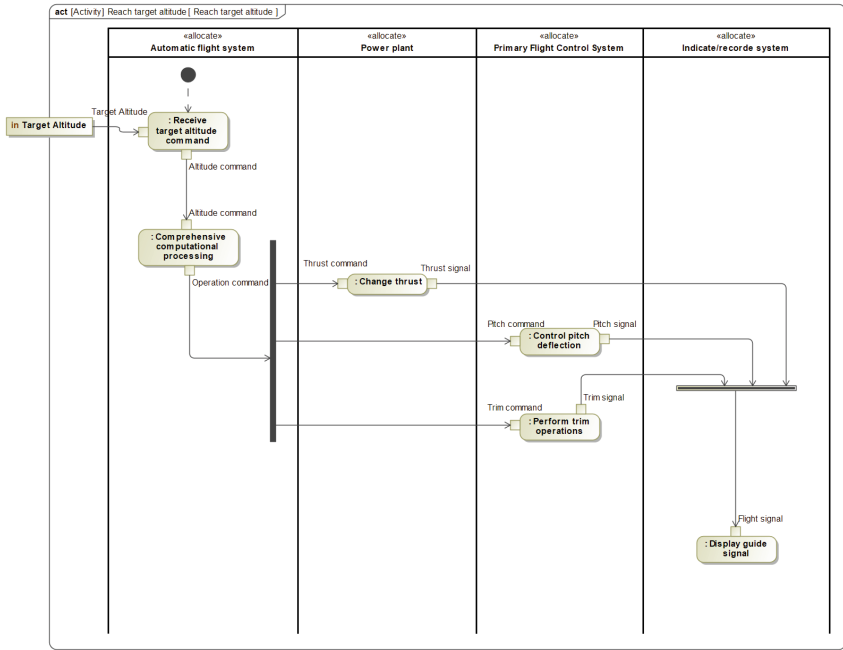 act [Activity] Reach target altitude [ Reach target altitude ]
«allocate»
Automatic flight system
«allocate»
Power plant
«allocate»
Primary Flight Control System
«allocate»
Indicate/recorde system
Target Altitude
in Target Altitude
: Receive
target altitude
command
Altitude command
Altitude command
: Comprehensive
computational
processing
Operation command
Thrust command
Thrust signal
: Change thrust
Pitch command
Pitch signal
: Control pitch
deflection
Trim signal
Trim command
: Perform trim
operations
Flight signal
: Display guide
signal